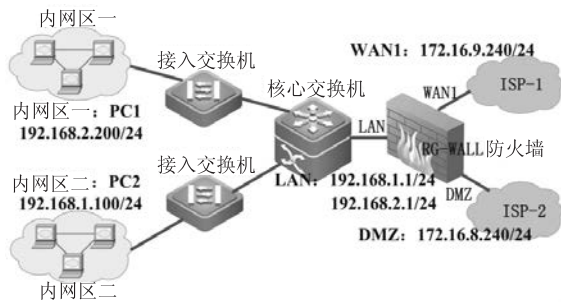 内网区一
接入交换机
核心交换机
WAN1：172.16.9.240/24
ISP-1
WAN1
内网区一：PC1
192.168.2.200/24
LAN
RG-WALL防火墙
接入交换机
内网区二：PC2
192.168.1.100/24
LAN：192.168.1.1/24
192.168.2.1/24
DMZ
ISP-2
DMZ：172.16.8.240/24
内网区二